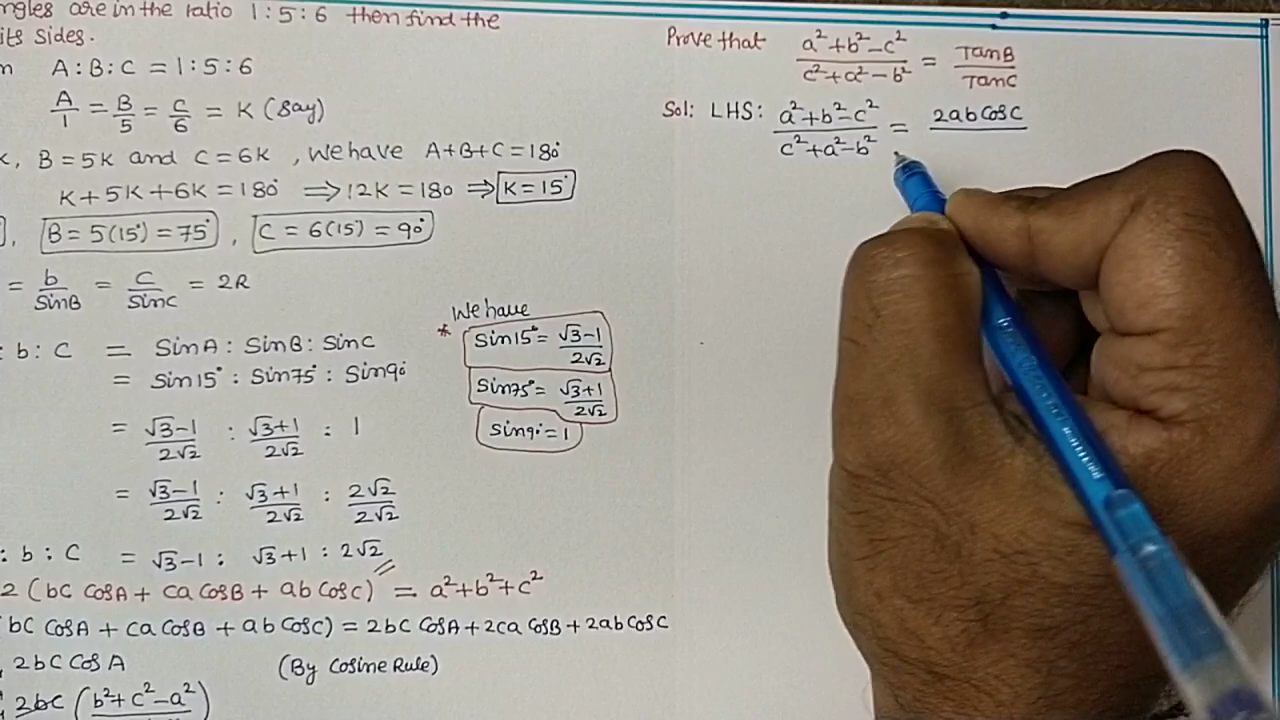 ngles are in the ratio 1:5:6 then find the
its sides.
n A:B:C = 1:5:6
A/1 = B/5 = C/6 = K (say)
K, B = 5K and C = 6K, we have A+B+C = 180°
K+5K+6K = 180° ⟹ 12K = 180 ⟹ K = 15°
, B = 5(15°) = 75°, C = 6(15) = 90°
= b/SinB = C/SinC = 2R
: b : C = SinA : SinB : SinC
= Sin15° : Sin75° : Sin90°
= √3-1/2√2 : √3+1/2√2 : 1
= √3-1/2√2 : √3+1/2√2 : 2√2/2√2
: b : C = √3-1 : √3+1 : 2√2
We have
* Sin15° = √3-1/2√2
Sin75° = √3+1/2√2
Sin90° = 1
2 (bc CosA + ca CosB + ab Cosc) = a²+b²+c²
bc CosA + ca CosB + ab Cosc) = 2bc CosA + 2ca CosB + 2ab Cosc
2bc Cos A (By Cosine Rule)
2bc (b²+c²-a²)
Prove that a²+b²-c²/c²+a²-b² = TanB/TanC
Sol: LHS: a²+b²-c²/c²+a²-b² = 2ab Cosc